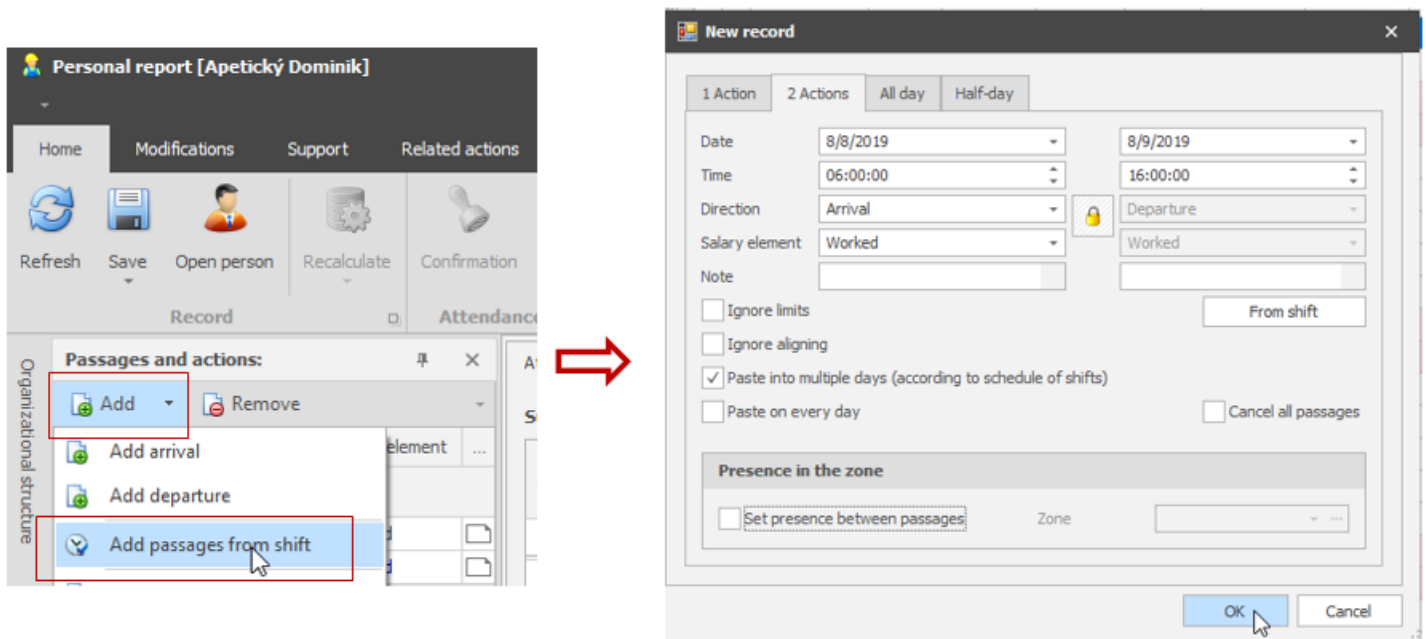 Personal report [Apetický Dominik]
Home Modifications Support Related actions
Refresh Save Open person Recalculate Confirmation
Record Attendance
Organizational structure
Passages and actions:
Add Remove
element ...
Add arrival
Add departure
Add passages from shift
New record
1 Action 2 Actions All day Half-day
Date 8/8/2019 8/9/2019
Time 06:00:00 16:00:00
Direction Arrival Departure
Salary element Worked Worked
Note
Ignore limits From shift
Ignore aligning
Paste into multiple days (according to schedule of shifts)
Paste on every day Cancel all passages
Presence in the zone
Set presence between passages Zone ...
OK Cancel